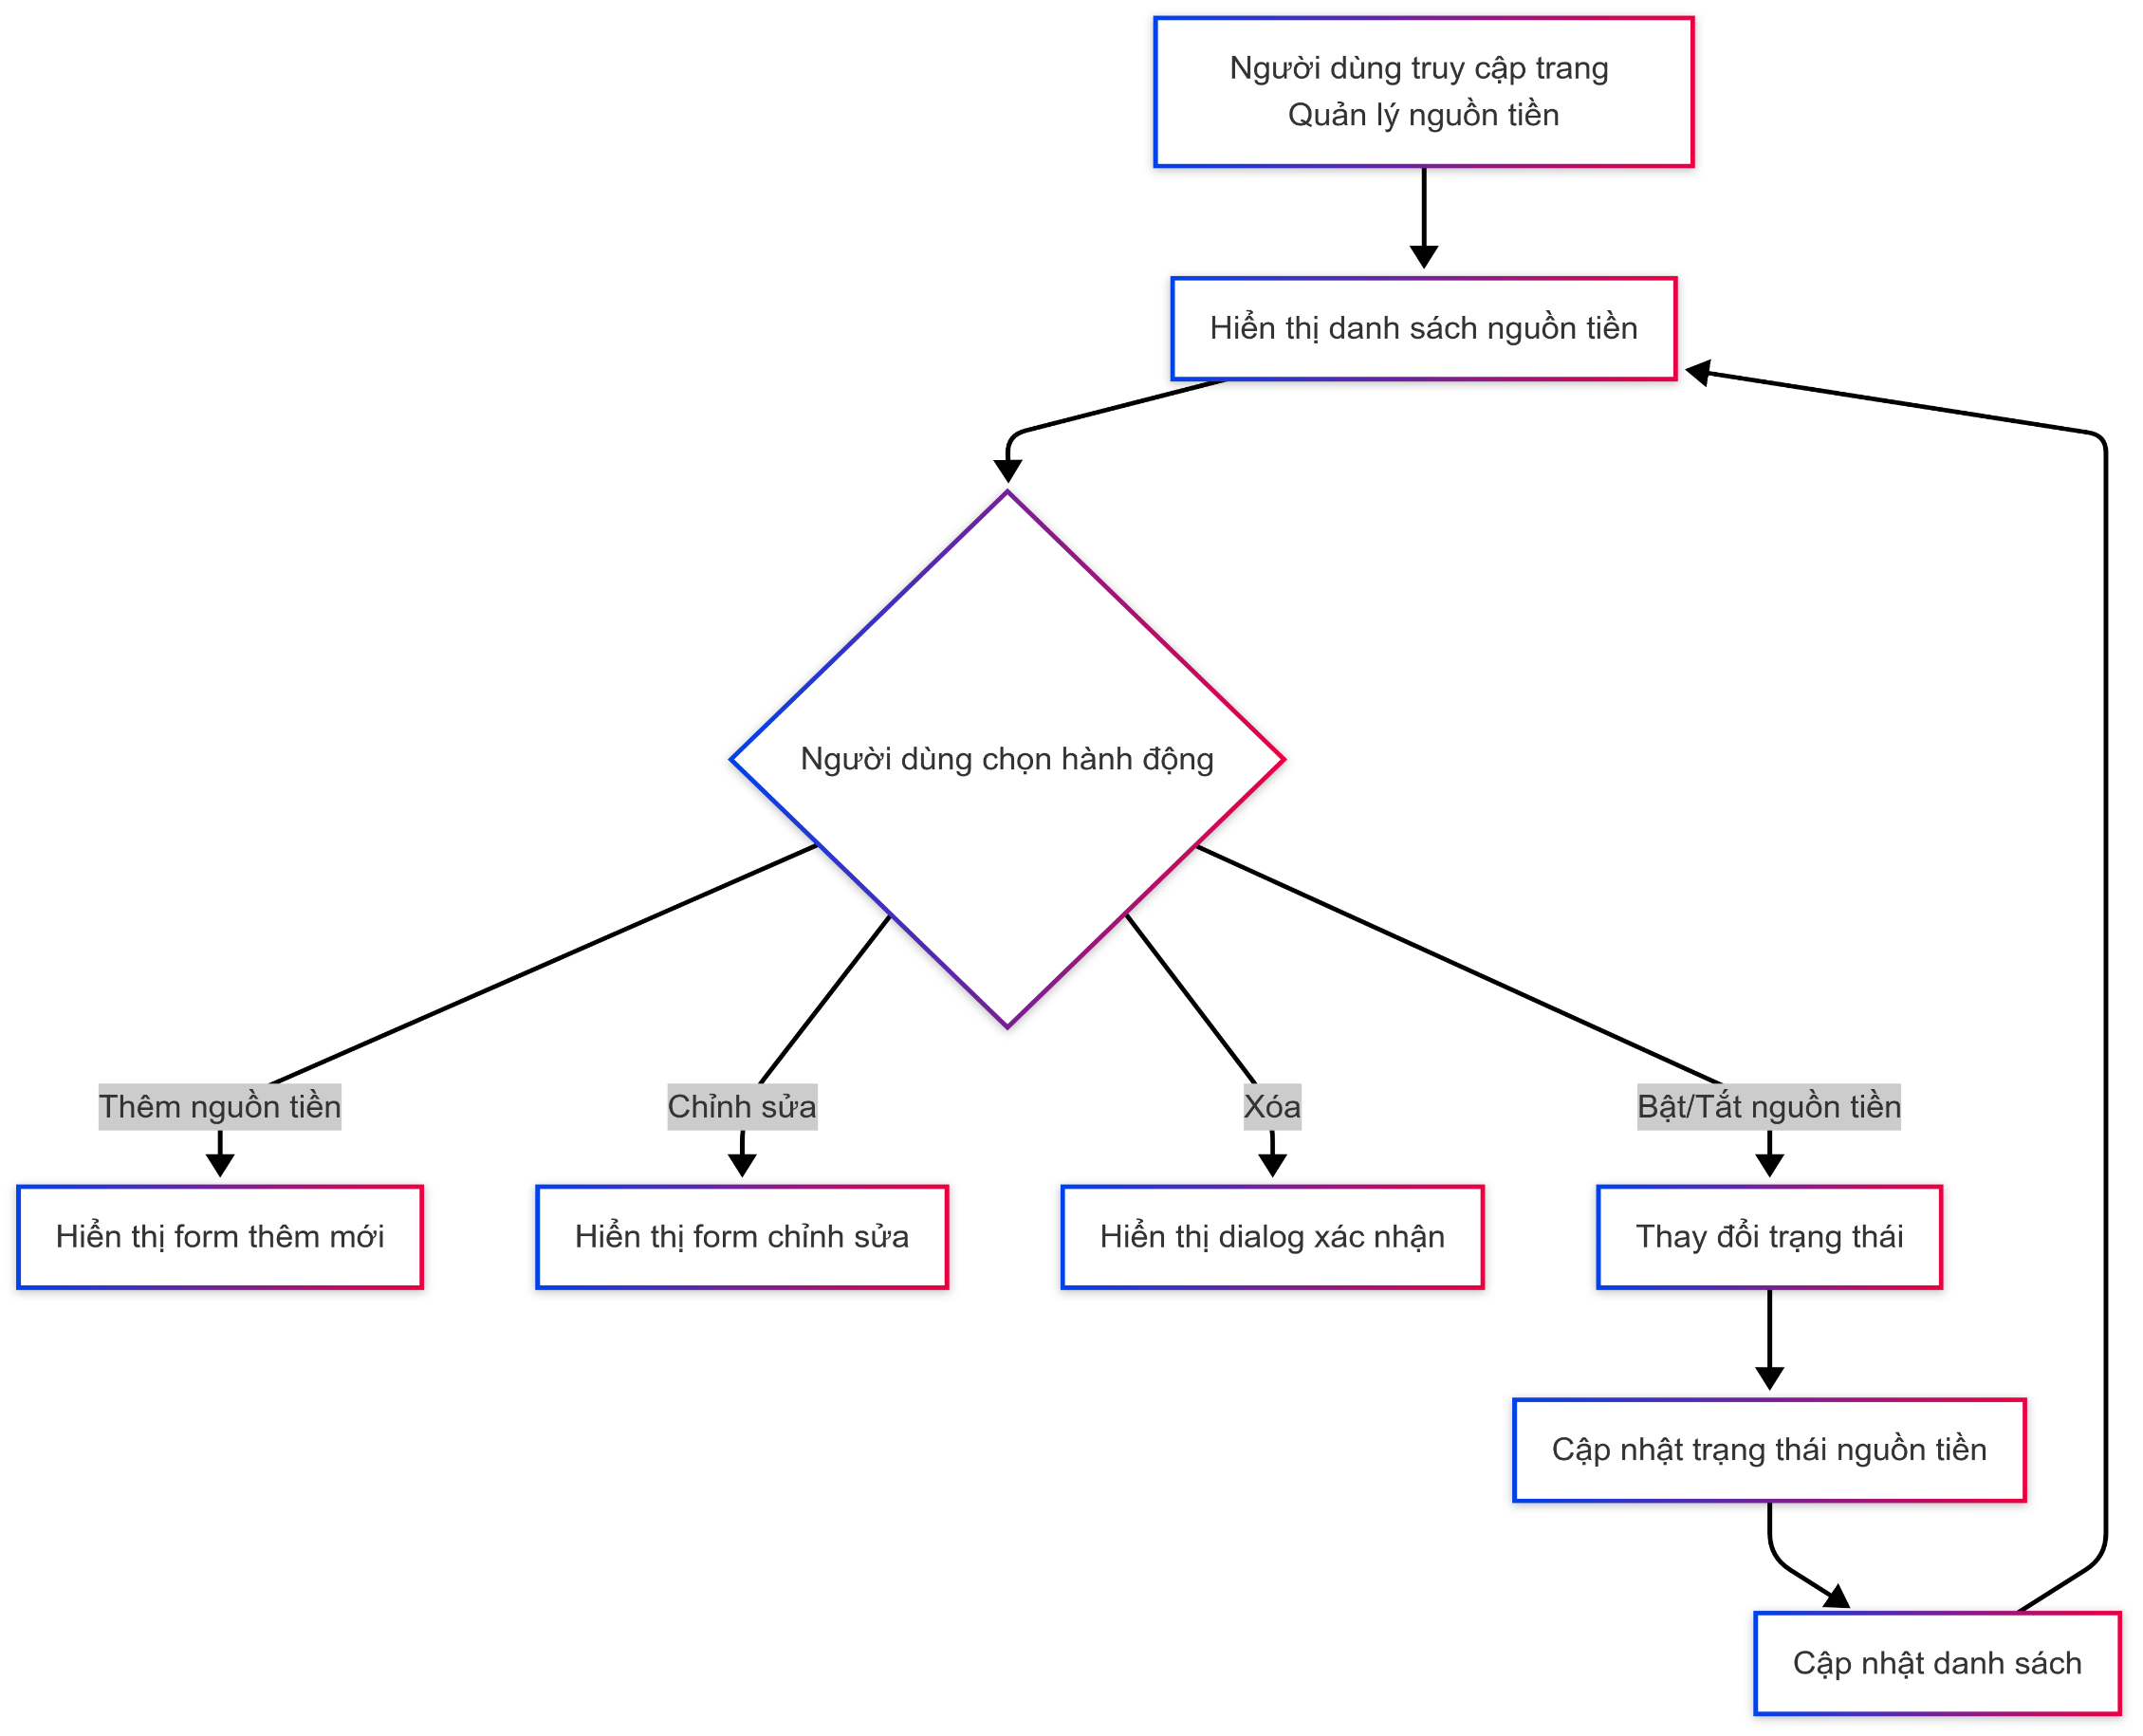 Người dùng truy cập trang
Quản lý nguồn tiền
Hiển thị danh sách nguồn tiền
Người dùng chọn hành động
Thêm nguồn tiền
Chỉnh sửa
Xóa
Bật/Tắt nguồn tiền
Hiển thị form thêm mới
Hiển thị form chỉnh sửa
Hiển thị dialog xác nhận
Thay đổi trạng thái
Cập nhật trạng thái nguồn tiền
Cập nhật danh sách